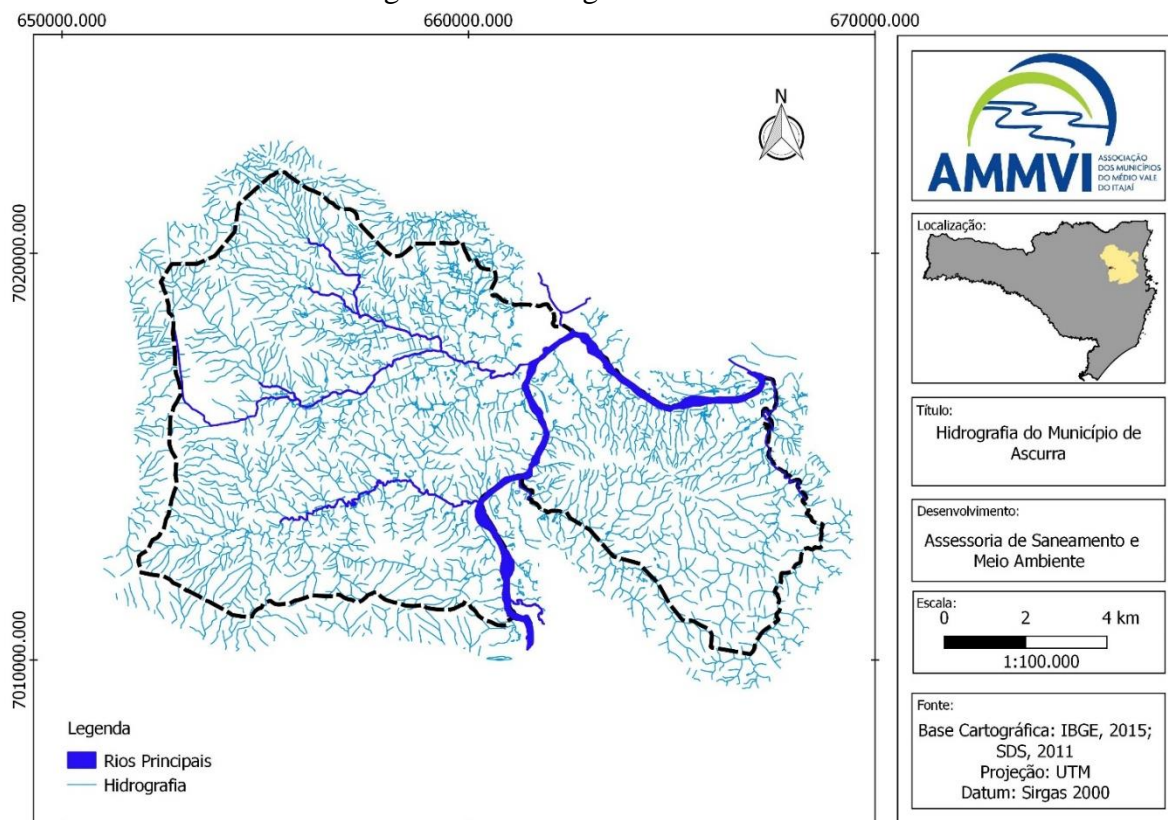 650000.000
660000.000
670000.000
7020000.000
7010000.000
N
Legenda
Rios Principais
Hidrografia
AMMVI
ASSOCIAÇÃO
DOS MUNICÍPIOS
DO MÉDIO VALE
DO ITAJAÍ
Localização:
Título:
Hidrografia do Município de
Ascurra
Desenvolvimento:
Assessoria de Saneamento e
Meio Ambiente
Escala:
0 2 4 km
1:100.000
Fonte:
Base Cartográfica: IBGE, 2015;
SDS, 2011
Projeção: UTM
Datum: Sirgas 2000